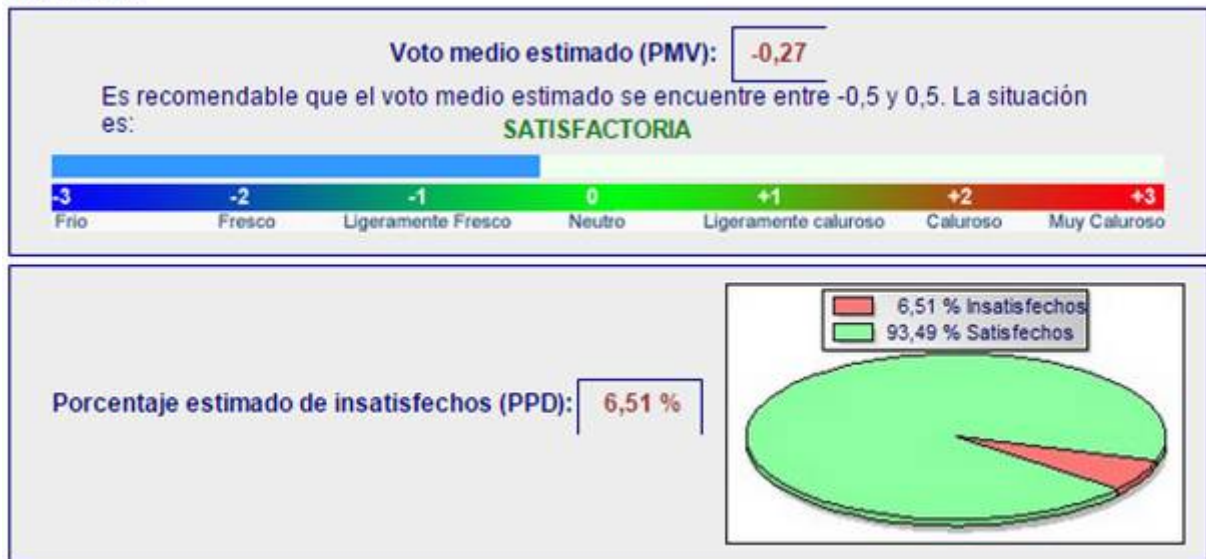 Voto medio estimado (PMV): -0,27
Es recomendable que el voto medio estimado se encuentre entre -0,5 y 0,5. La situación
es: SATISFACTORIA
-3 -2 -1 0 +1 +2 +3
Frio Fresco Ligeramente Fresco Neutro Ligeramente caluroso Caluroso Muy Caluroso
6,51 % Insatisfechos
93,49 % Satisfechos
Porcentaje estimado de insatisfechos (PPD): 6,51 %